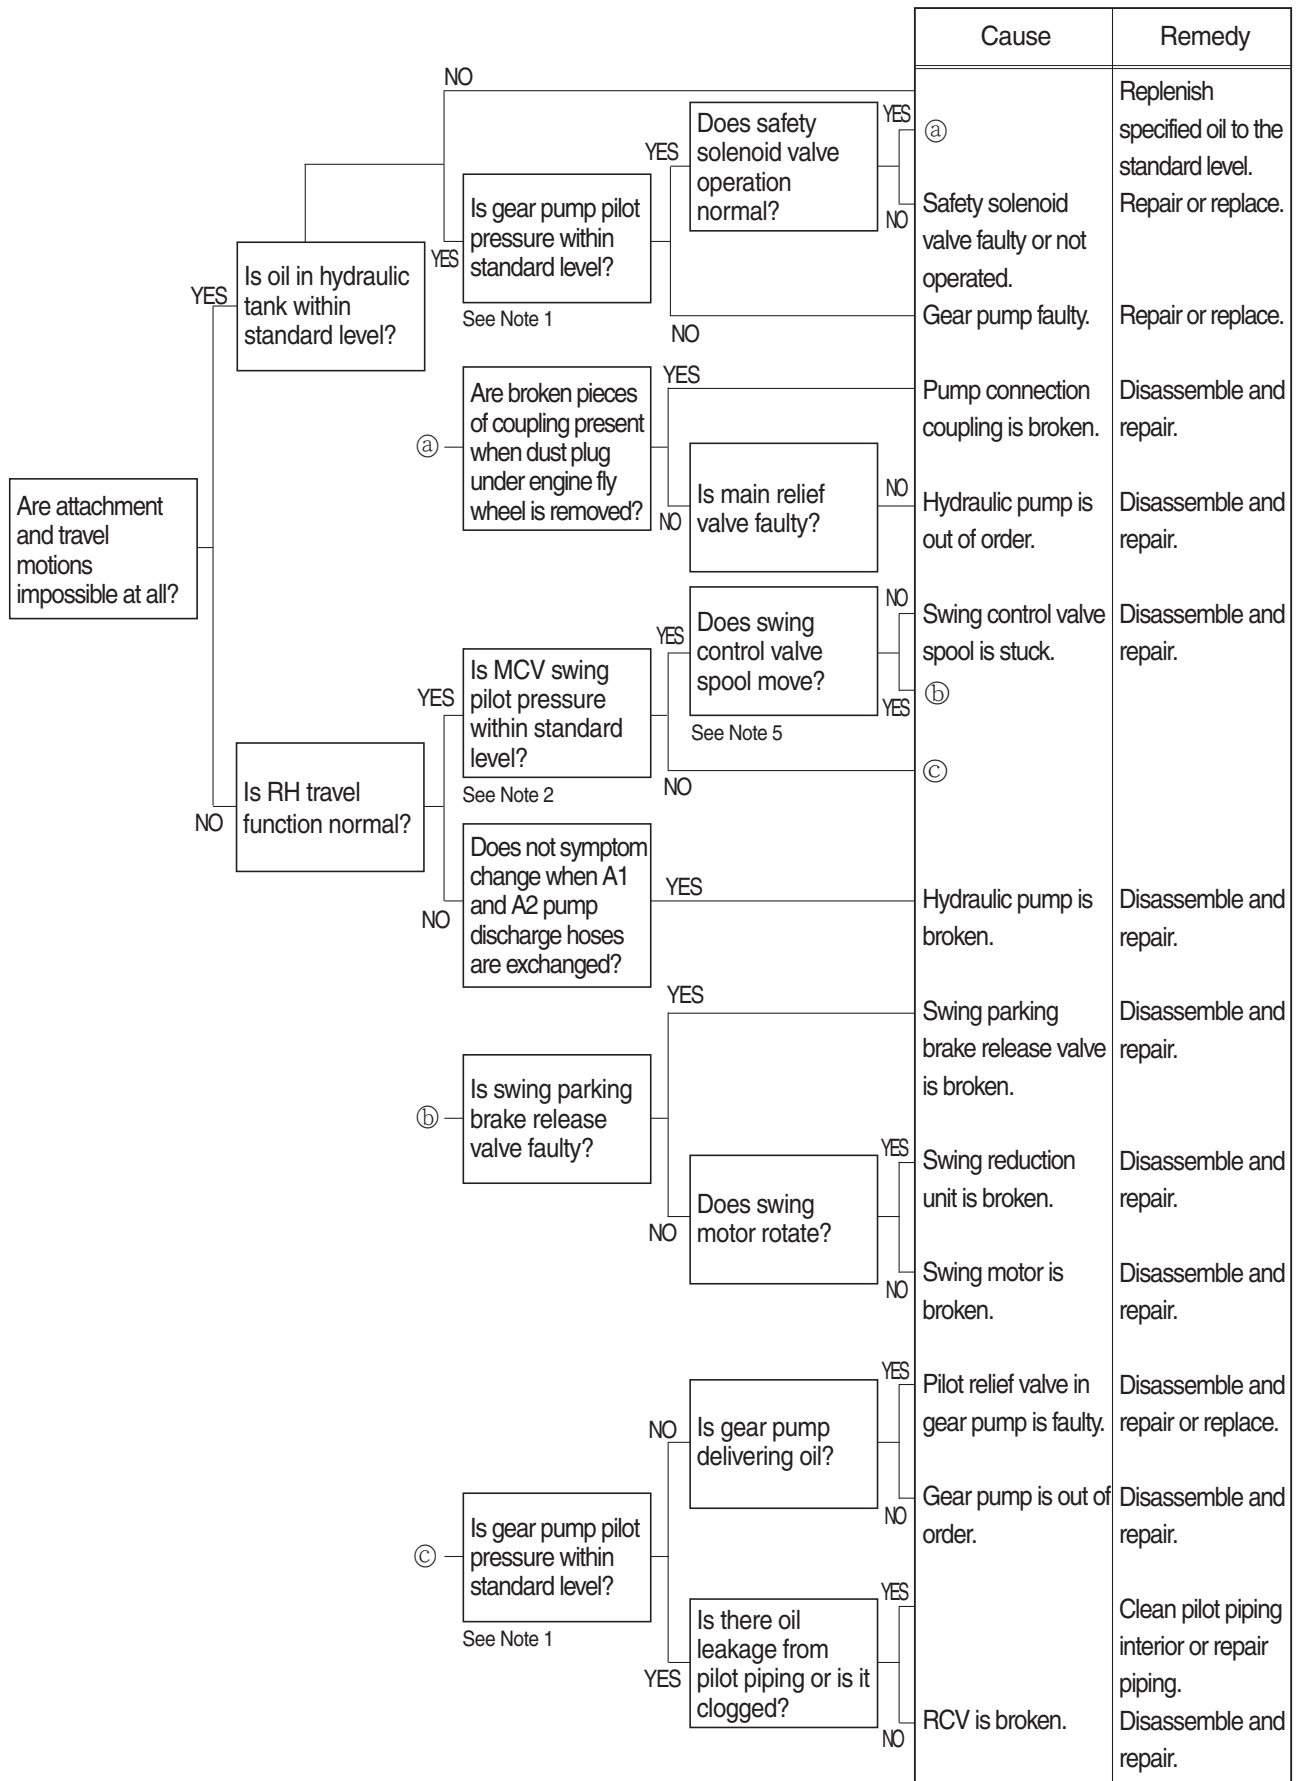 Cause
Remedy
NO
Replenish
specified oil to the
standard level.
Does safety
solenoid valve
operation
normal?
YES
YES
ⓐ
NO
Safety solenoid
valve faulty or not
operated.
Repair or replace.
Is gear pump pilot
pressure within
standard level?
YES
See Note 1
Is oil in hydraulic
tank within
standard level?
YES
NO
Gear pump faulty.
Repair or replace.
Are broken pieces
of coupling present
when dust plug
under engine fly
wheel is removed?
ⓐ
YES
Pump connection
coupling is broken.
Disassemble and
repair.
NO
Is main relief
valve faulty?
NO
Hydraulic pump is
out of order.
Disassemble and
repair.
Are attachment
and travel
motions
impossible at all?
Does swing
control valve
spool move?
YES
NO
Swing control valve
spool is stuck.
Disassemble and
repair.
YES
ⓑ
See Note 5
Is MCV swing
pilot pressure
within standard
level?
YES
See Note 2
NO
ⓒ
Is RH travel
function normal?
NO
Does not symptom
change when A1
and A2 pump
discharge hoses
are exchanged?
NO
YES
Hydraulic pump is
broken.
Disassemble and
repair.
YES
Swing parking
brake release valve
is broken.
Disassemble and
repair.
ⓑ
Is swing parking
brake release
valve faulty?
NO
Does swing
motor rotate?
YES
Swing reduction
unit is broken.
Disassemble and
repair.
NO
Swing motor is
broken.
Disassemble and
repair.
NO
Is gear pump
delivering oil?
YES
Pilot relief valve in
gear pump is faulty.
Disassemble and
repair or replace.
NO
Gear pump is out of
order.
Disassemble and
repair.
ⓒ
Is gear pump pilot
pressure within
standard level?
See Note 1
YES
Is there oil
leakage from
pilot piping or is it
clogged?
YES
Clean pilot piping
interior or repair
piping.
NO
RCV is broken.
Disassemble and
repair.